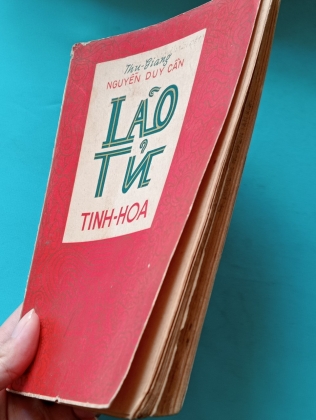 Thu-Giang
NGUYỄN DUY CẦN
LÃO
TỬ
TINH-HOA